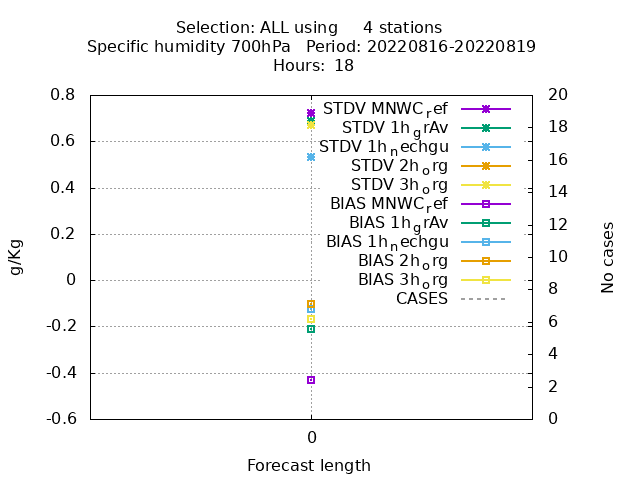 Selection: ALL using     4 stations
Specific humidity 700hPa   Period: 20220816-20220819
Hours: 18
0.8
0.6
0.4
0.2
0
-0.2
-0.4
-0.6
g/Kg
STDV MNWC_ref
STDV 1h_grAv
STDV 1h_nechgu
STDV 2h_org
STDV 3h_org
BIAS MNWC_ref
BIAS 1h_grAv
BIAS 1h_nechgu
BIAS 2h_org
BIAS 3h_org
CASES
20
18
16
14
12
10
8
6
4
2
0
No cases
0
Forecast length